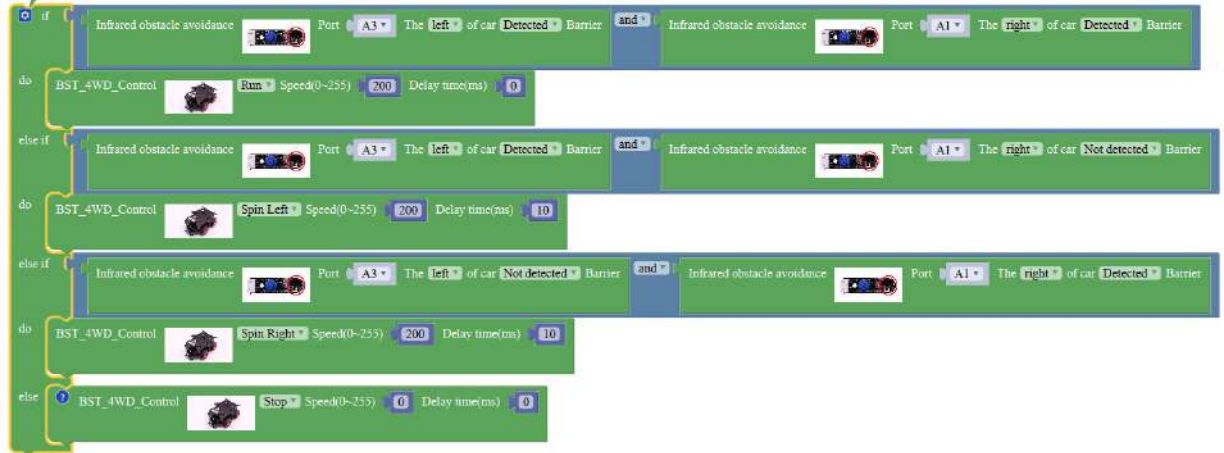 if Infrared obstacle avoidance Port A3 The left of car Detected Barrier and Infrared obstacle avoidance Port A1 The right of car Detected Barrier
do BST_4WD_Control Run Speed(0~255) 200 Delay time(ms) 0
else if Infrared obstacle avoidance Port A3 The left of car Detected Barrier and Infrared obstacle avoidance Port A1 The right of car Not detected Barrier
do BST_4WD_Control Spin Left Speed(0~255) 200 Delay time(ms) 10
else if Infrared obstacle avoidance Port A3 The left of car Not detected Barrier and Infrared obstacle avoidance Port A1 The right of car Detected Barrier
do BST_4WD_Control Spin Right Speed(0~255) 200 Delay time(ms) 10
else ? BST_4WD_Control Stop Speed(0~255) 0 Delay time(ms) 0